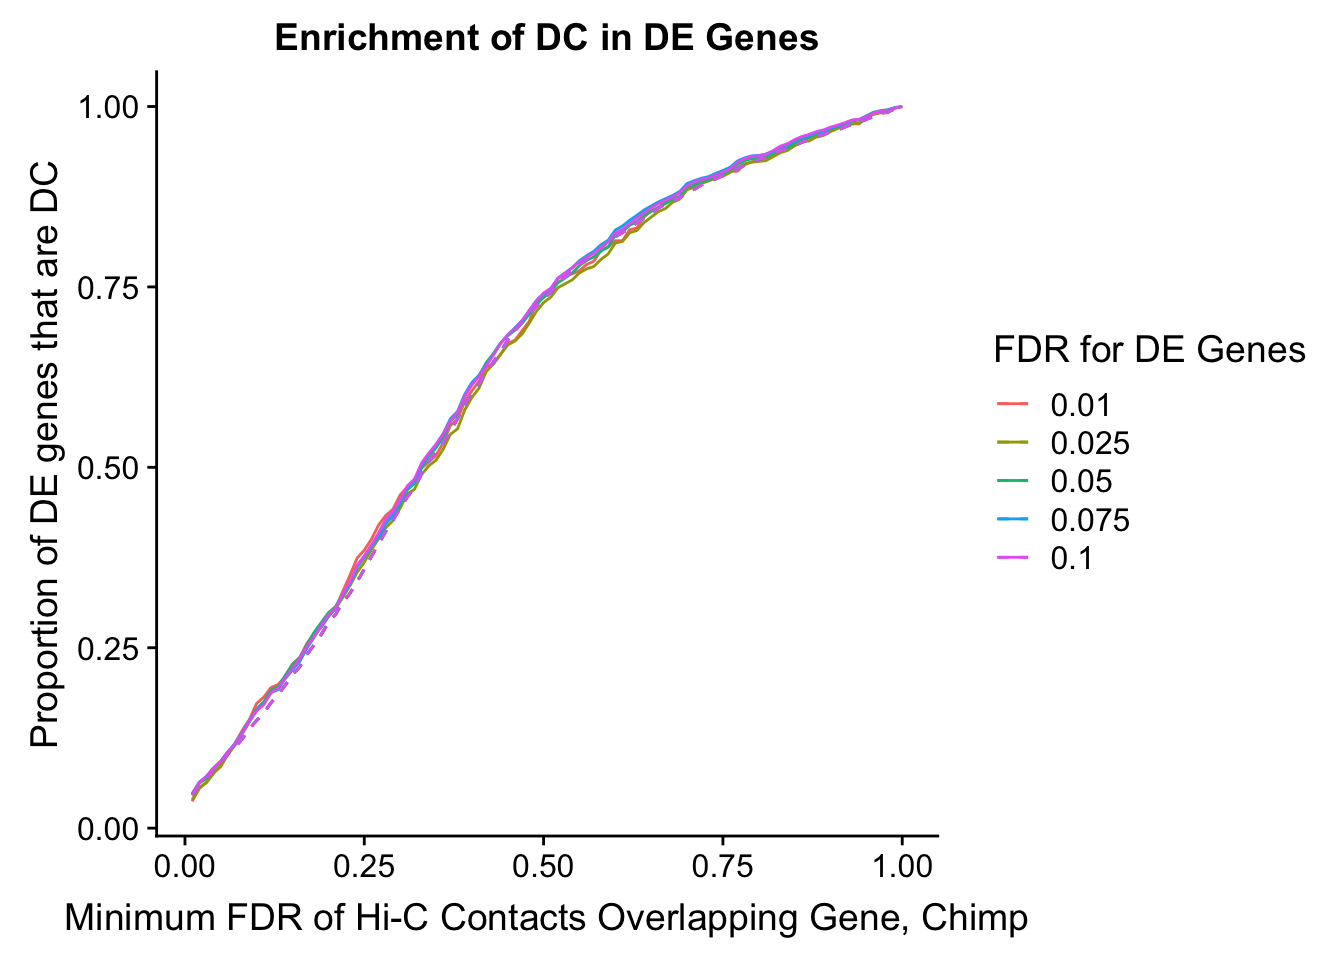 Enrichment of DC in DE Genes
Proportion of DE genes that are DC
1.00
0.75
0.50
0.25
0.00
0.00 0.25 0.50 0.75 1.00
Minimum FDR of Hi-C Contacts Overlapping Gene, Chimp
FDR for DE Genes
0.01
0.025
0.05
0.075
0.1